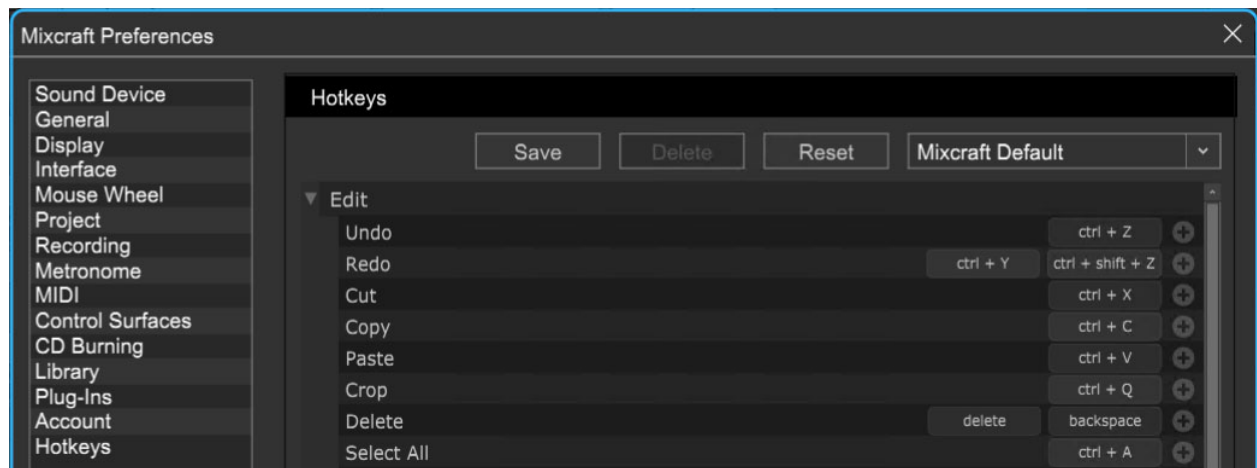 Mixcraft Preferences
Sound Device
General
Display
Interface
Mouse Wheel
Project
Recording
Metronome
MIDI
Control Surfaces
CD Burning
Library
Plug-Ins
Account
Hotkeys
Hotkeys
Save Delete Reset Mixcraft Default
Edit
Undo ctrl + Z
Redo ctrl + Y ctrl + shift + Z
Cut ctrl + X
Copy ctrl + C
Paste ctrl + V
Crop ctrl + Q
Delete delete backspace
Select All ctrl + A